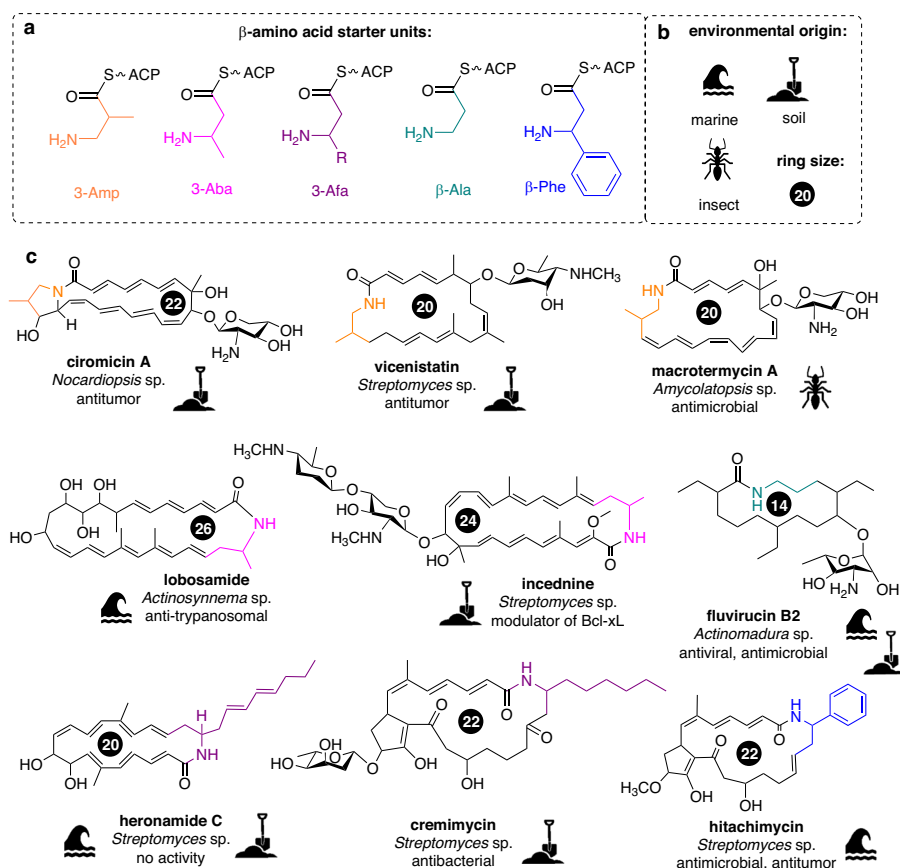 a
β-amino acid starter units:
S~ACP
O
H₂N
3-Amp
S~ACP
O
H₂N
3-Aba
S~ACP
O
H₂N
R
3-Afa
S~ACP
O
H₂N
β-Ala
S~ACP
O
H₂N
β-Phe
b
environmental origin:
marine
soil
insect
ring size:
20
c
O
N
H
HO
22
OH
O
O
OH
OH
H₂N
ciromicin A
Nocardiopsis sp.
antitumor
O
NH
20
O
O
NHCH₃
OH
vicenistatin
Streptomyces sp.
antitumor
O
HN
20
OH
O
O
OH
OH
NH₂
macrotermycin A
Amycolatopsis sp.
antimicrobial
OH
OH
OH
OH
HO
26
O
NH
lobosamide
Actinosynnema sp.
anti-trypanosomal
H₃CHN
O
O
O
HO
H₃CHN
O
HO
24
O
O
NH
incednine
Streptomyces sp.
modulator of Bcl-xL
O
N
H
14
O
O
HO
H₂N
OH
fluvirucin B2
Actinomadura sp.
antiviral, antimicrobial
HO
OH
20
H
NH
O
heronamide C
Streptomyces sp.
no activity
H
N
O
O
22
O
HO
HO
O
O
OH
OH
cremimycin
Streptomyces sp.
antibacterial
H
N
O
O
22
H₃CO
OH
OH
hitachimycin
Streptomyces sp.
antimicrobial, antitumor